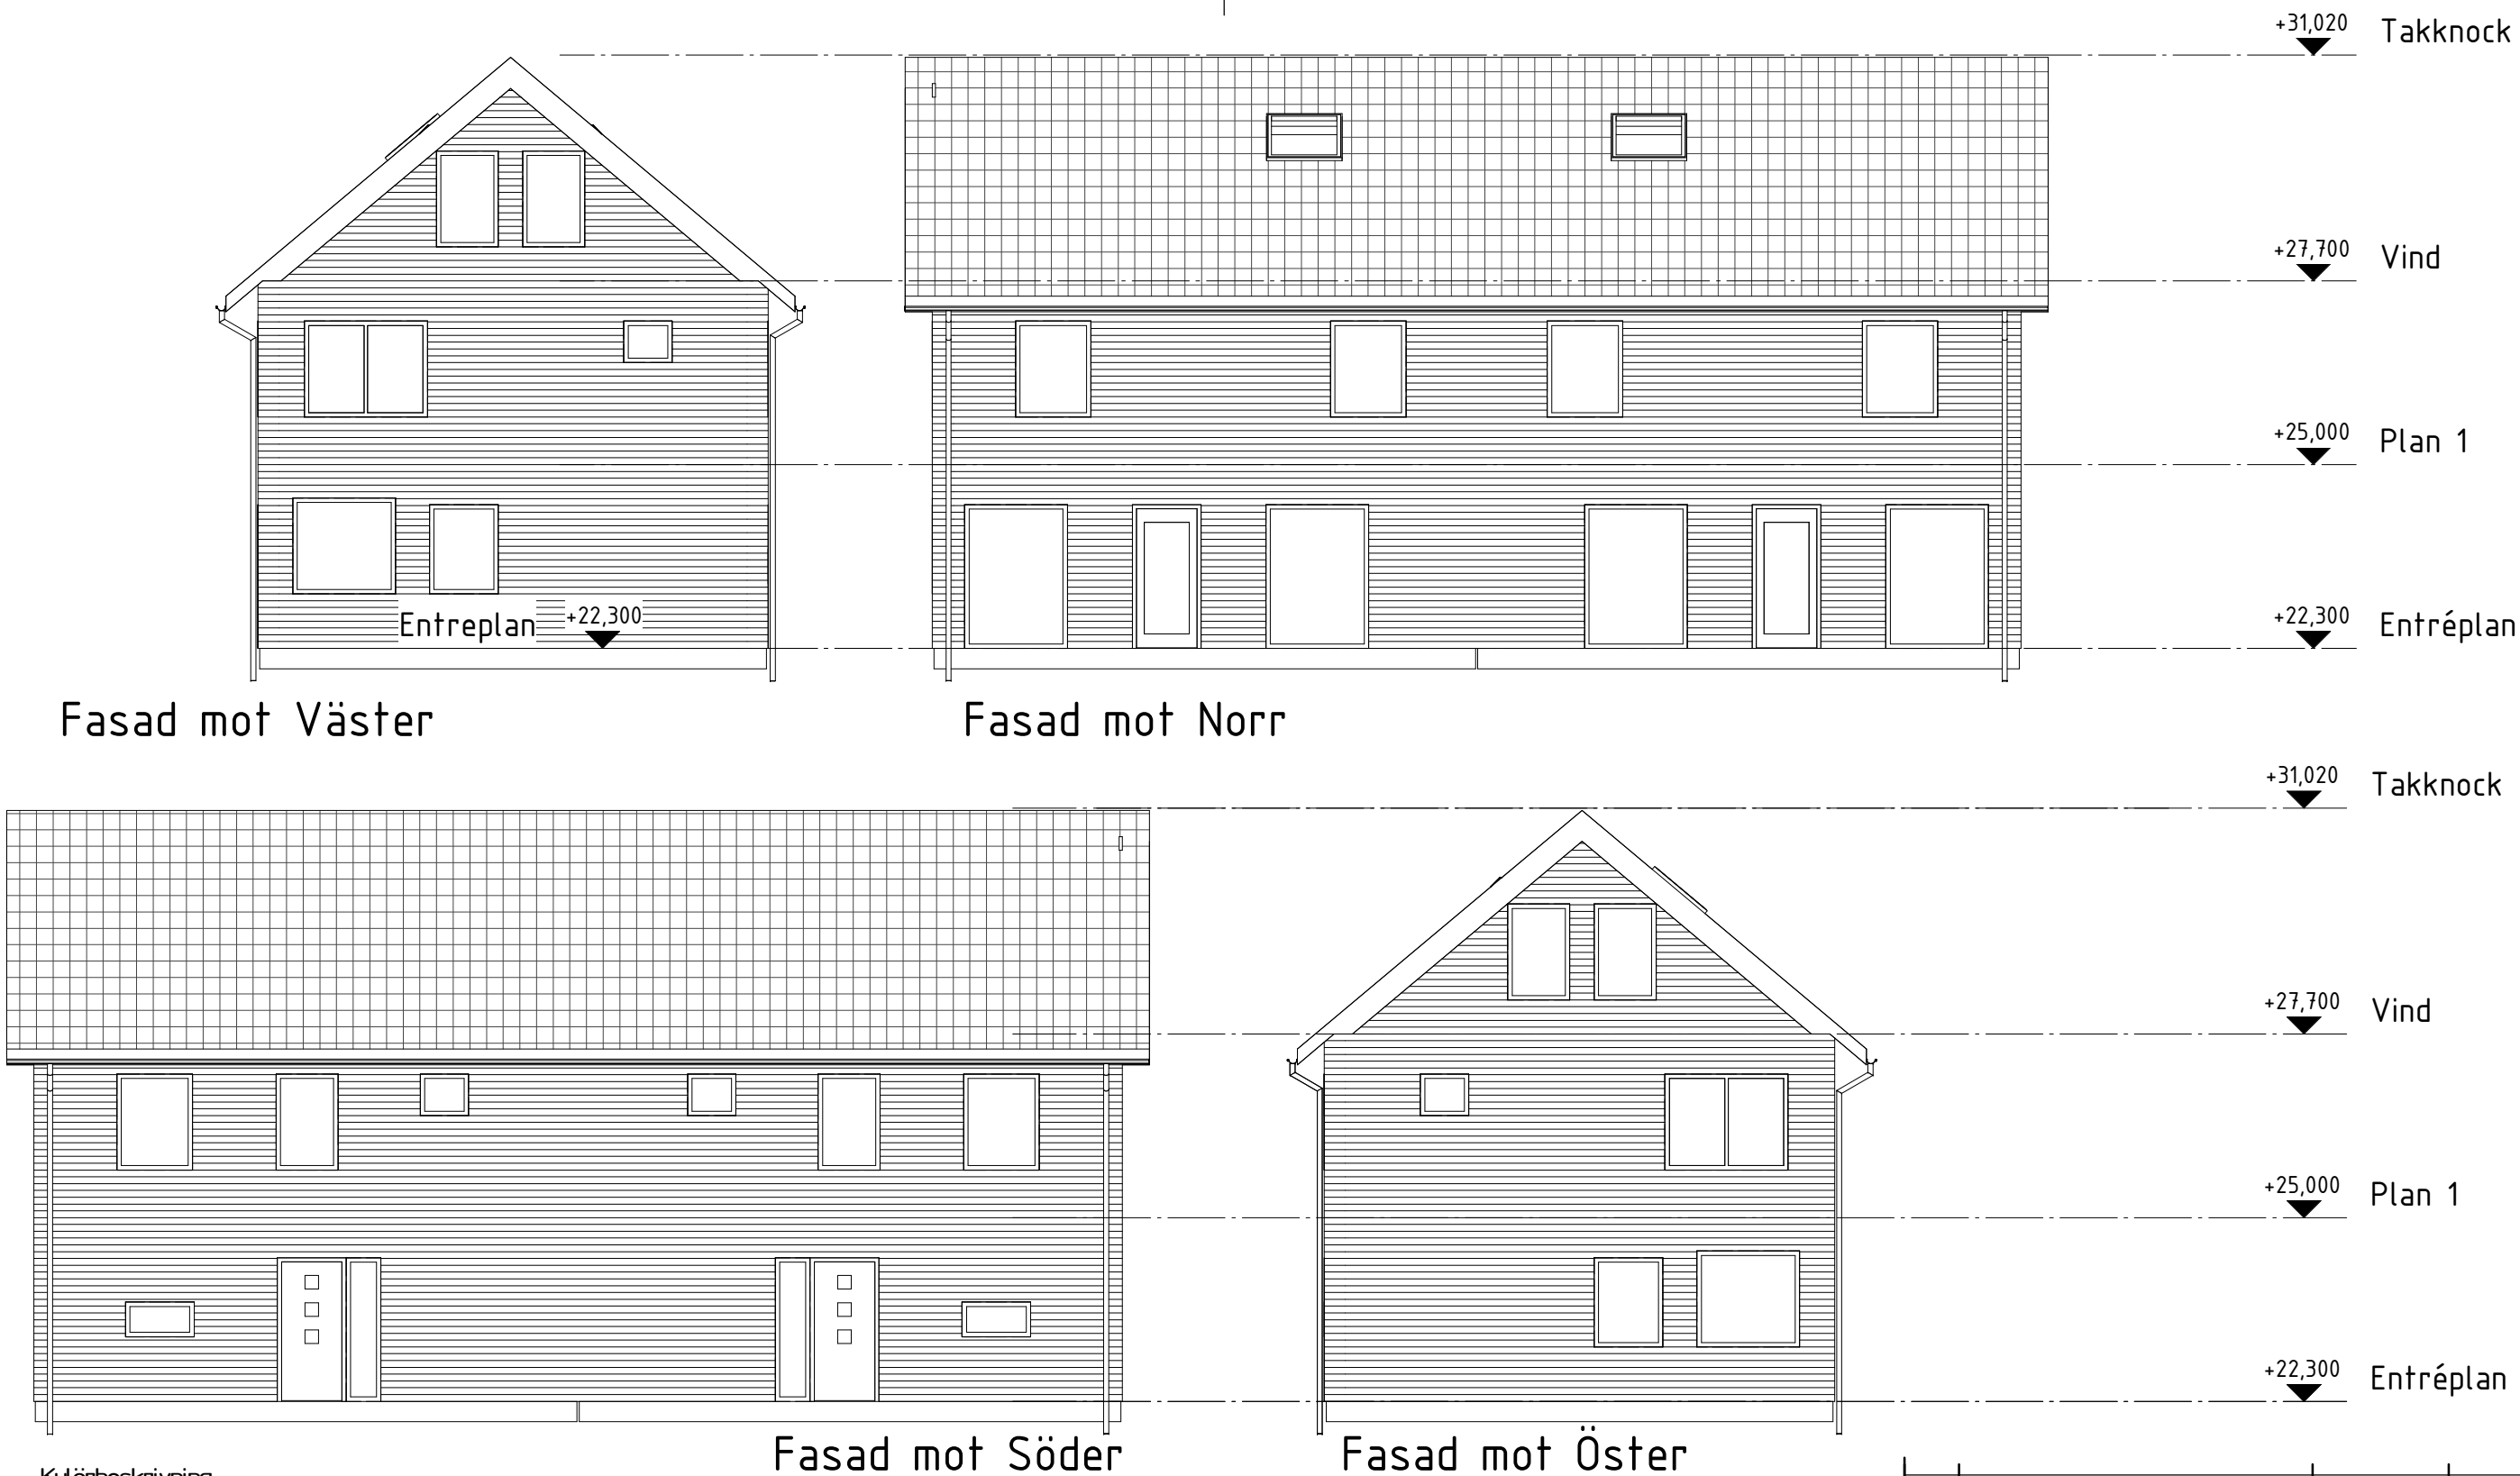 +31,020 Takknock
+27,700 Vind
+25,000 Plan 1
Entreplan +22,300
+22,300 Entréplan
Fasad mot Väster
Fasad mot Norr
+31,020 Takknock
+27,700 Vind
+25,000 Plan 1
+22,300 Entréplan
Fasad mot Söder
Fasad mot Öster